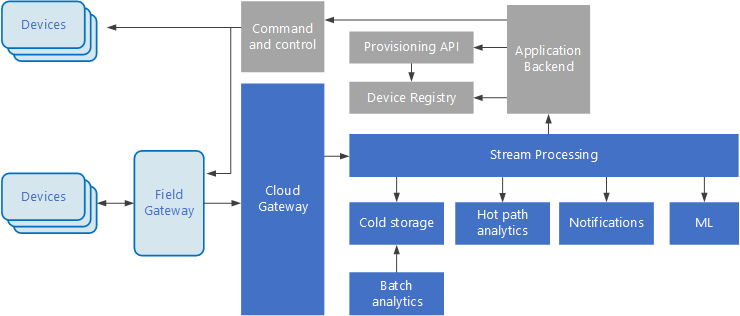 Devices
Command
and control
Provisioning API
Application
Backend
Device Registry
Stream Processing
Devices
Field
Gateway
Cloud
Gateway
Cold storage
Hot path
analytics
Notifications
ML
Batch
analytics